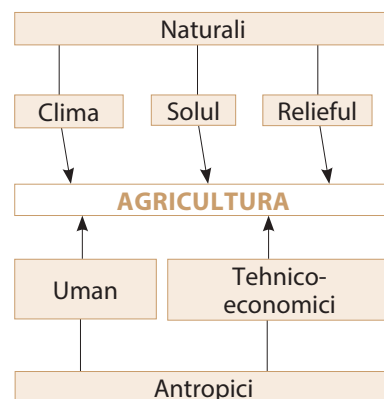 Naturali
Clima
Solul
Relieful
AGRICULTURA
Uman
Tehnico-
economici
Antropici